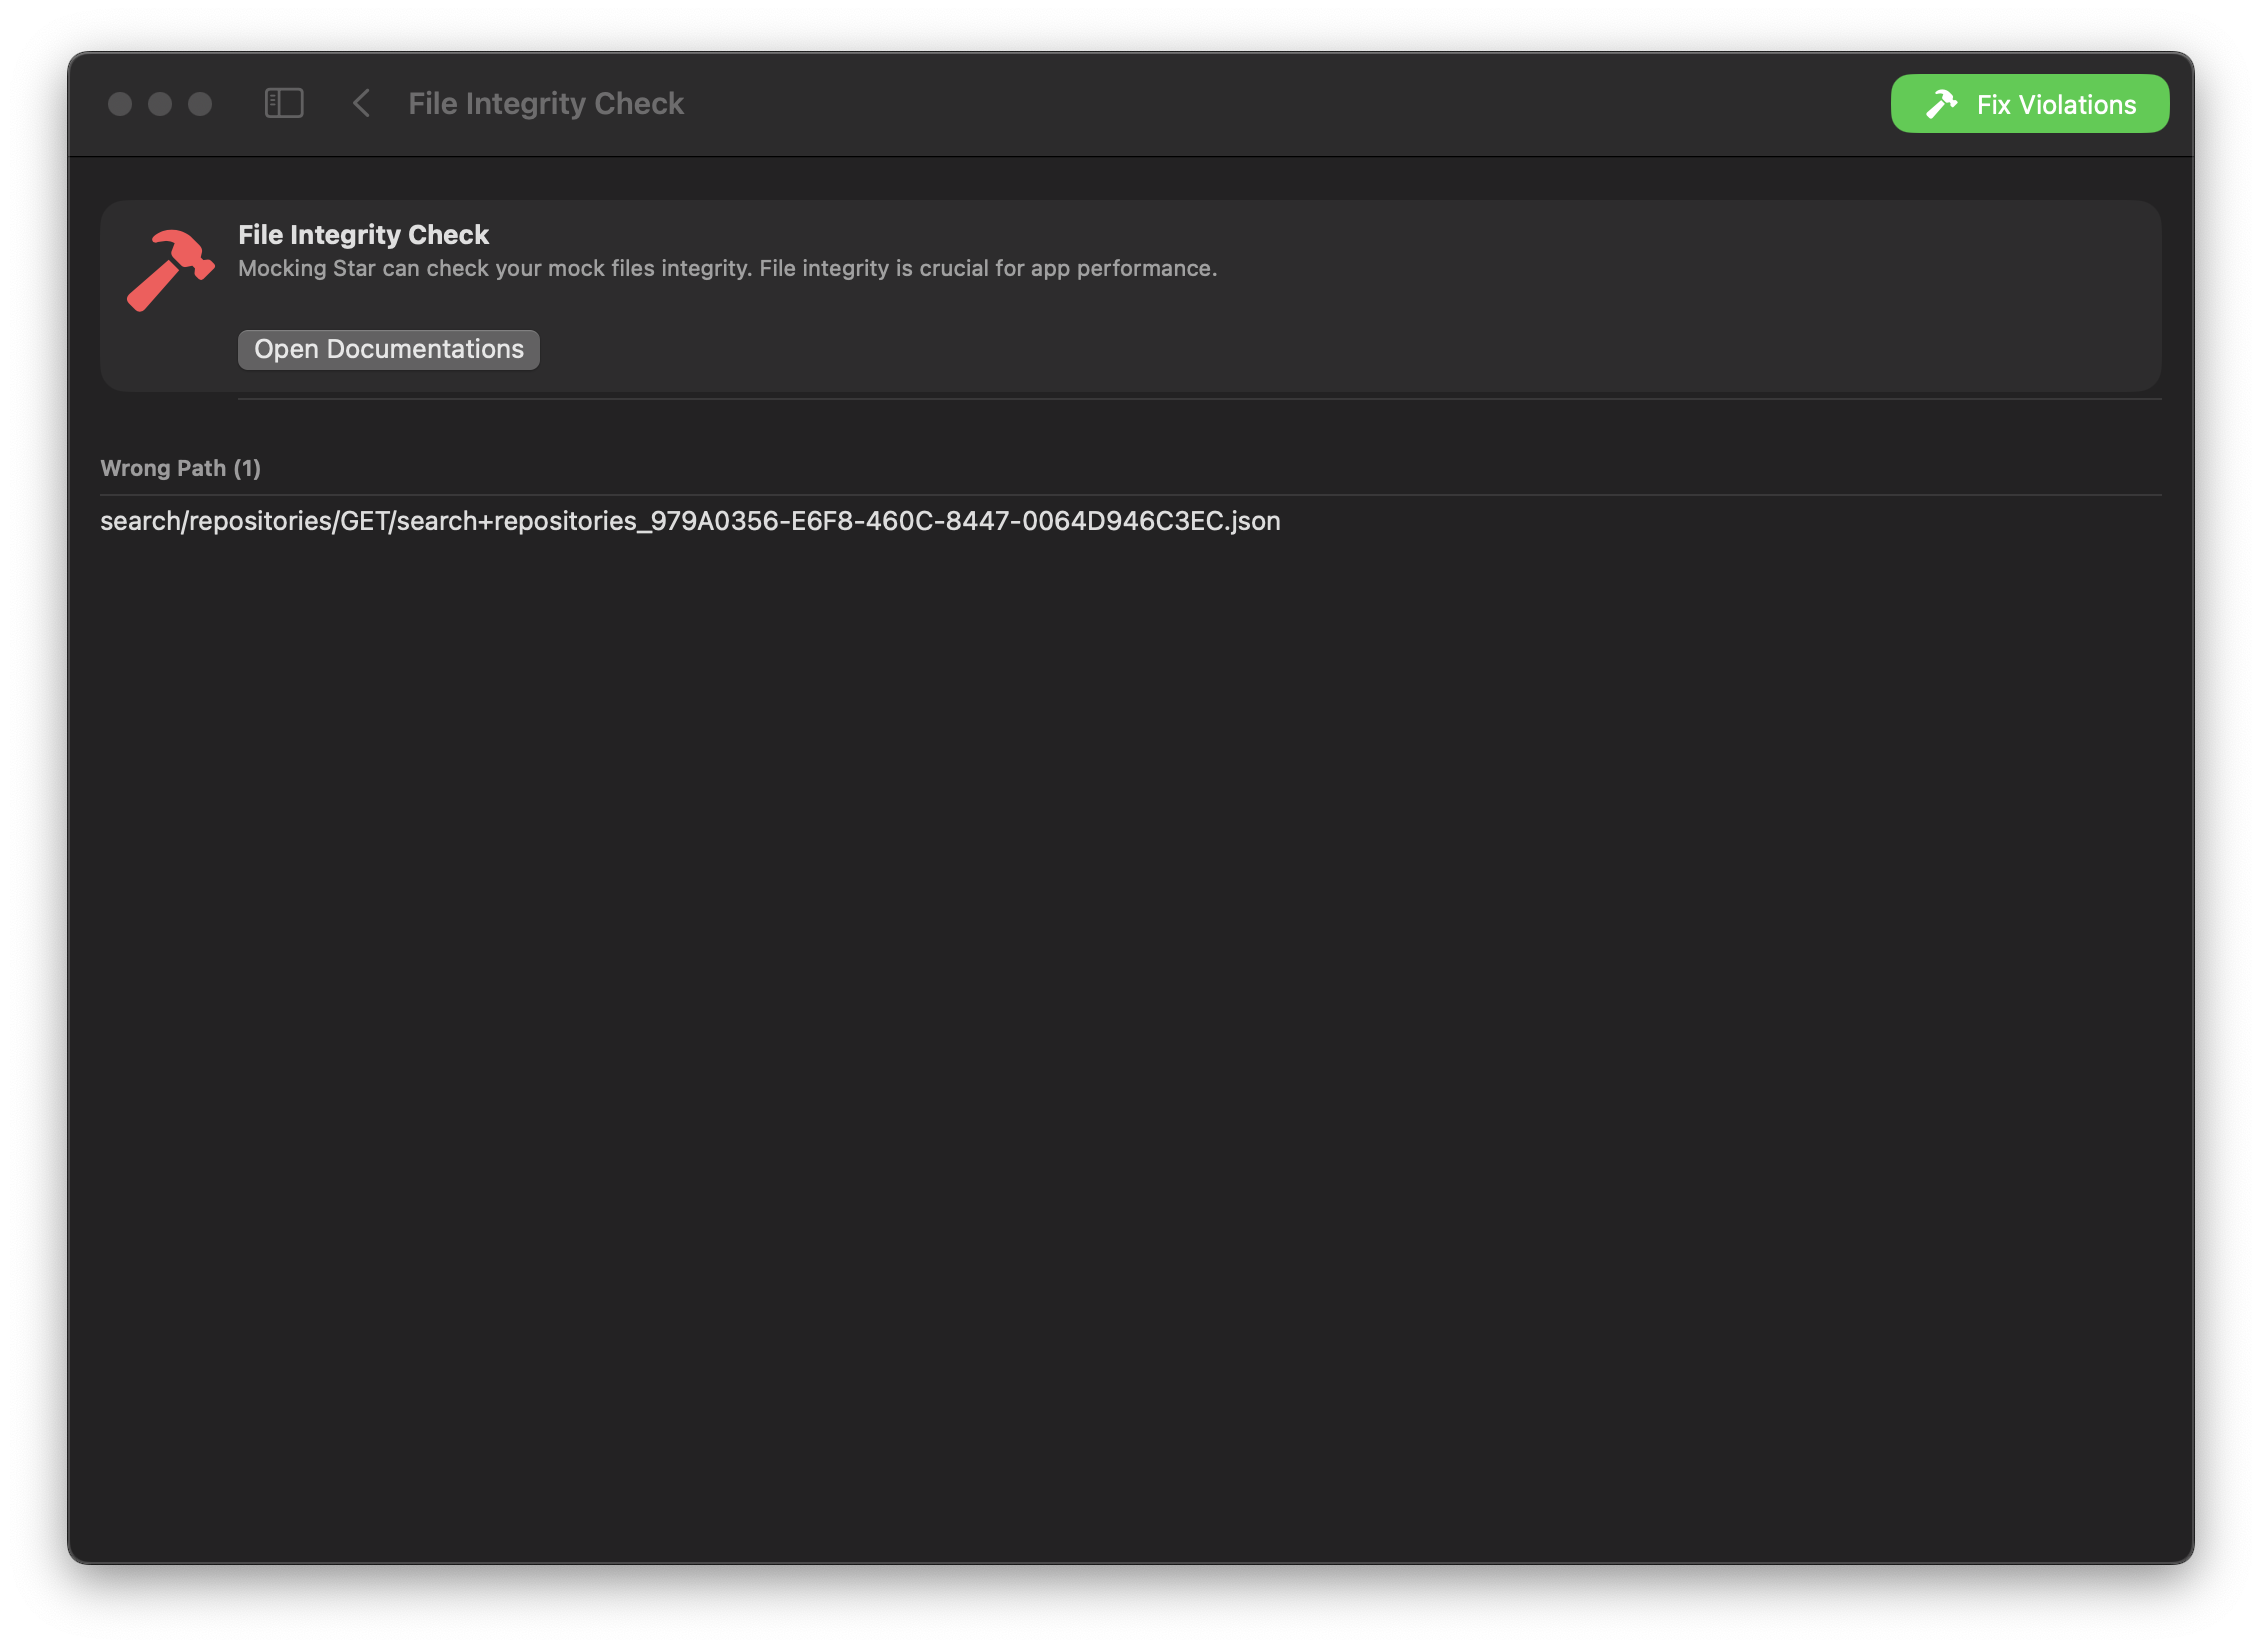 File Integrity Check
Fix Violations
File Integrity Check
Mocking Star can check your mock files integrity. File integrity is crucial for app performance.
Open Documentations
Wrong Path (1)
search/repositories/GET/search+repositories_979A0356-E6F8-460C-8447-0064D946C3EC.json